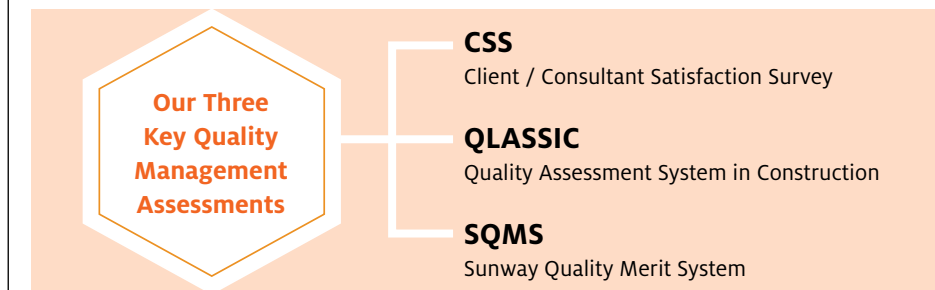 Our Three
Key Quality
Management
Assessments
CSS
Client / Consultant Satisfaction Survey
QLASSIC
Quality Assessment System in Construction
SQMS
Sunway Quality Merit System